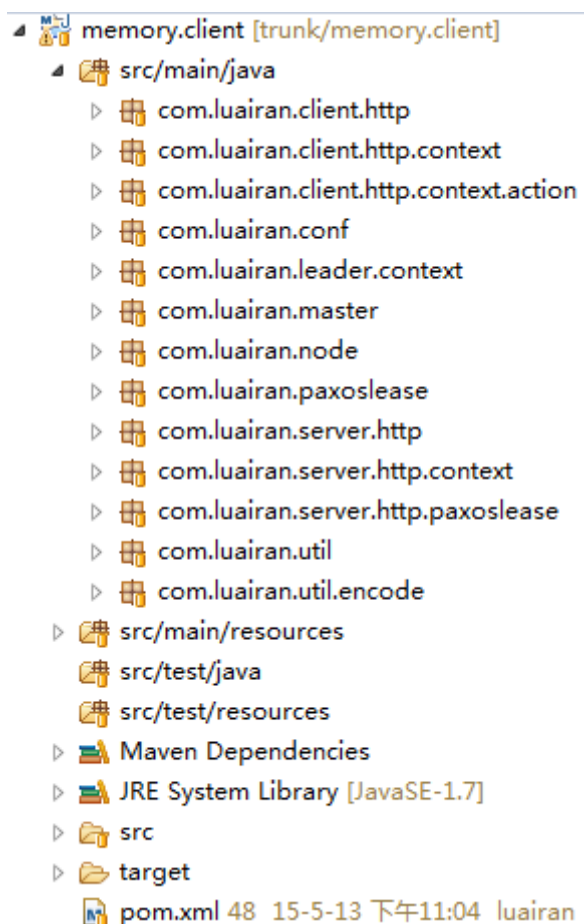 memory.client [trunk/memory.client]
src/main/java
com.luairan.client.http
com.luairan.client.http.context
com.luairan.client.http.context.action
com.luairan.conf
com.luairan.leader.context
com.luairan.master
com.luairan.node
com.luairan.paxoslease
com.luairan.server.http
com.luairan.server.http.context
com.luairan.server.http.paxoslease
com.luairan.util
com.luairan.util.encode
src/main/resources
src/test/java
src/test/resources
Maven Dependencies
JRE System Library [JavaSE-1.7]
src
target
pom.xml 48 15-5-13 下午11:04 luairan